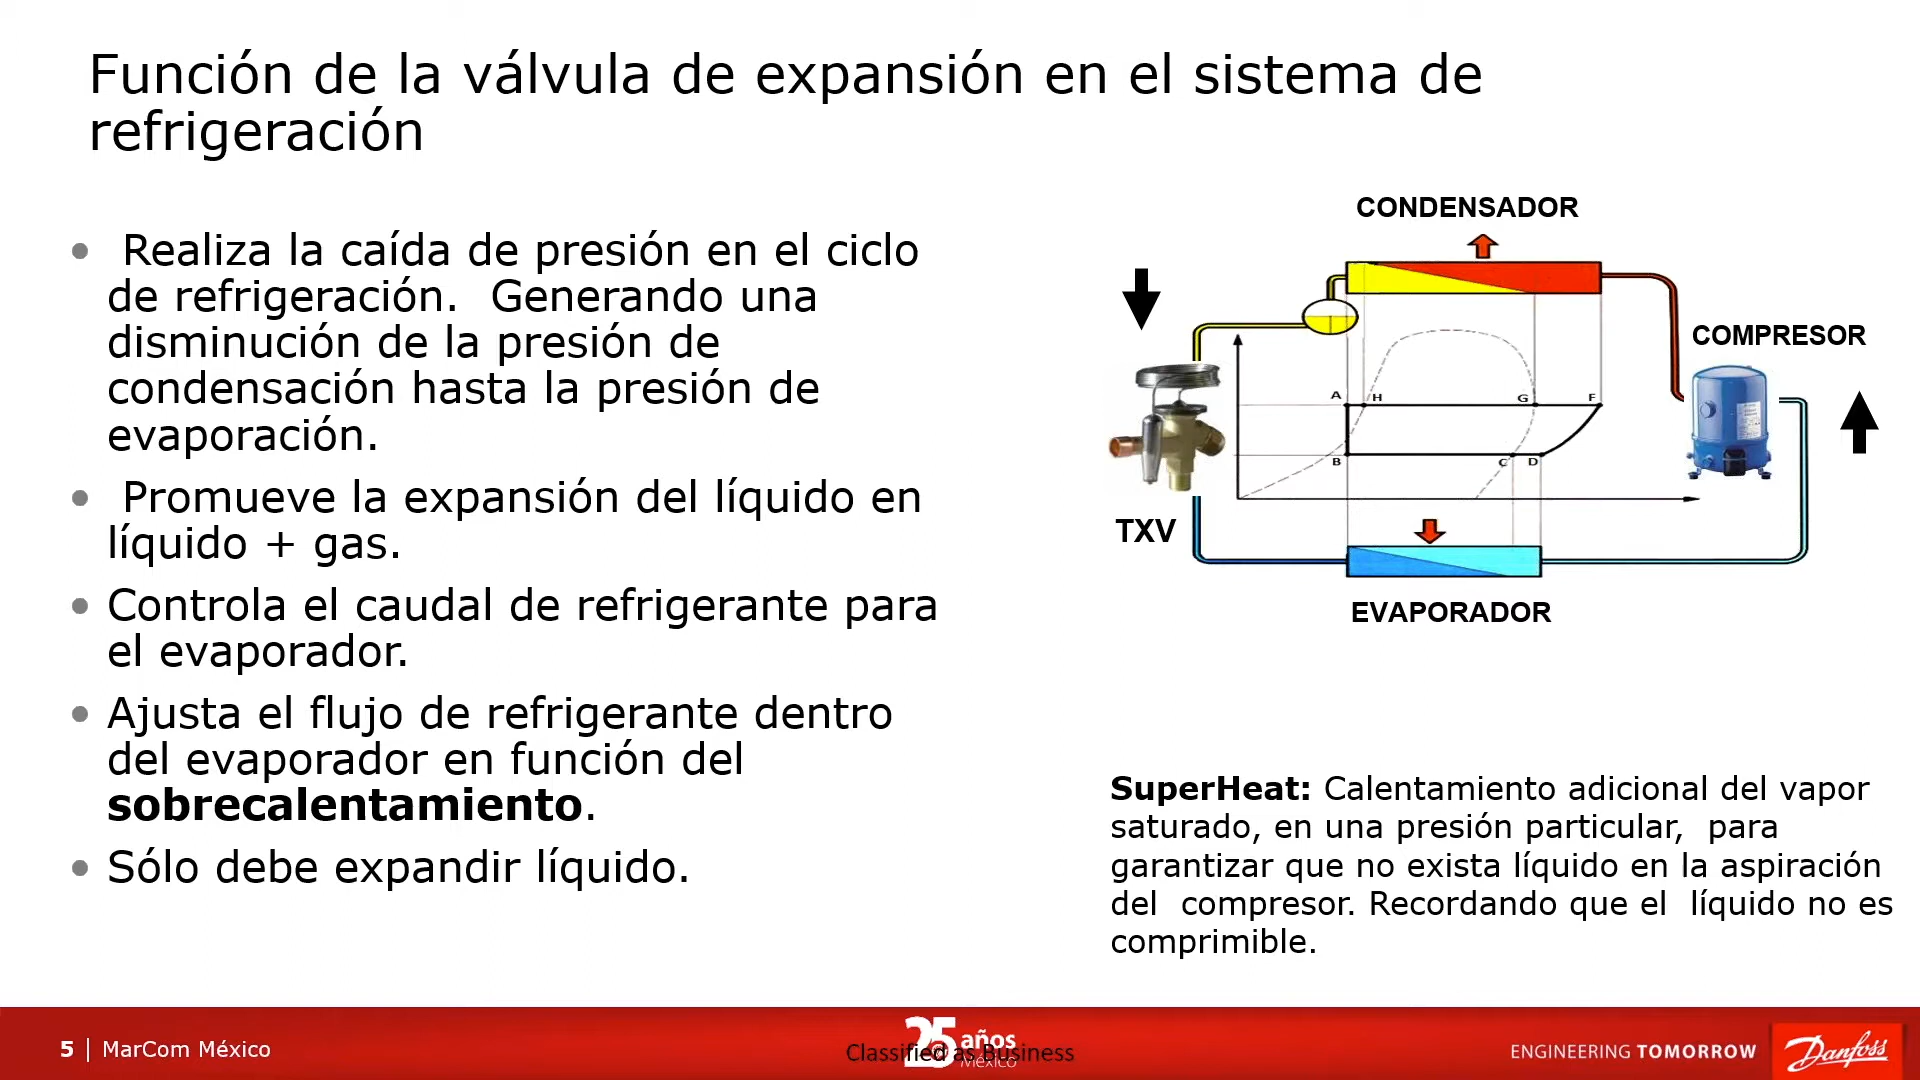 Función de la válvula de expansión en el sistema de
refrigeración
• Realiza la caída de presión en el ciclo
de refrigeración. Generando una
disminución de la presión de
condensación hasta la presión de
evaporación.
• Promueve la expansión del líquido en
líquido + gas.
• Controla el caudal de refrigerante para
el evaporador.
• Ajusta el flujo de refrigerante dentro
del evaporador en función del
sobrecalentamiento.
• Sólo debe expandir líquido.
CONDENSADOR
COMPRESOR
A H G F
B C D
TXV
EVAPORADOR
SuperHeat: Calentamiento adicional del vapor
saturado, en una presión particular, para
garantizar que no exista líquido en la aspiración
del compresor. Recordando que el líquido no es
comprimible.
5 | MarCom México
25 años
México
Classified as Business
ENGINEERING TOMORROW
Danfoss